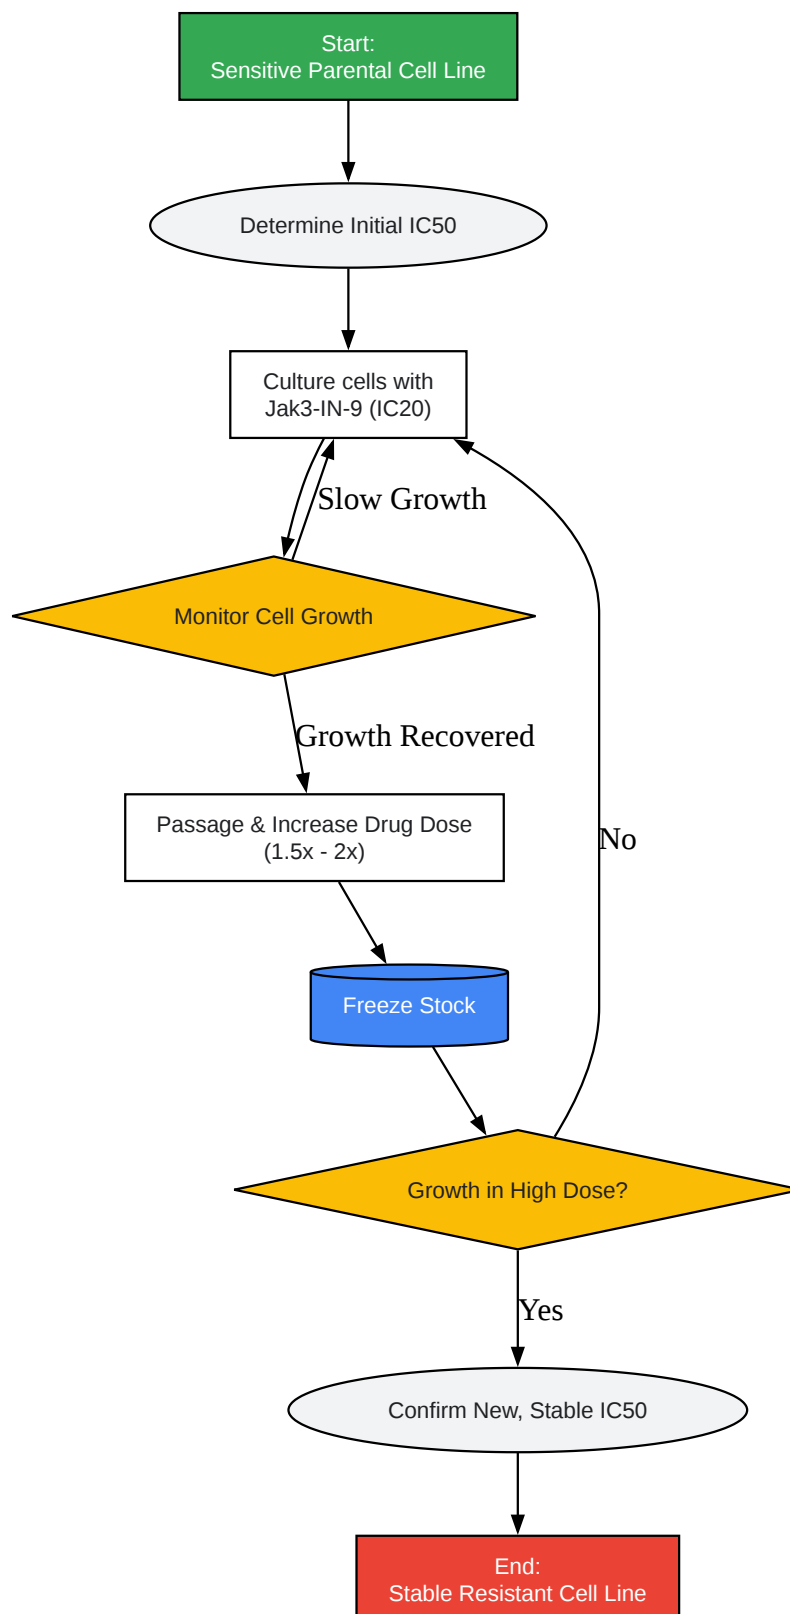 Start:
Sensitive Parental Cell Line
Determine Initial IC50
Culture cells with
Jak3-IN-9 (IC20)
Slow Growth
Monitor Cell Growth
Growth Recovered
Passage & Increase Drug Dose
(1.5x - 2x)
No
Freeze Stock
Growth in High Dose?
Yes
Confirm New, Stable IC50
End:
Stable Resistant Cell Line